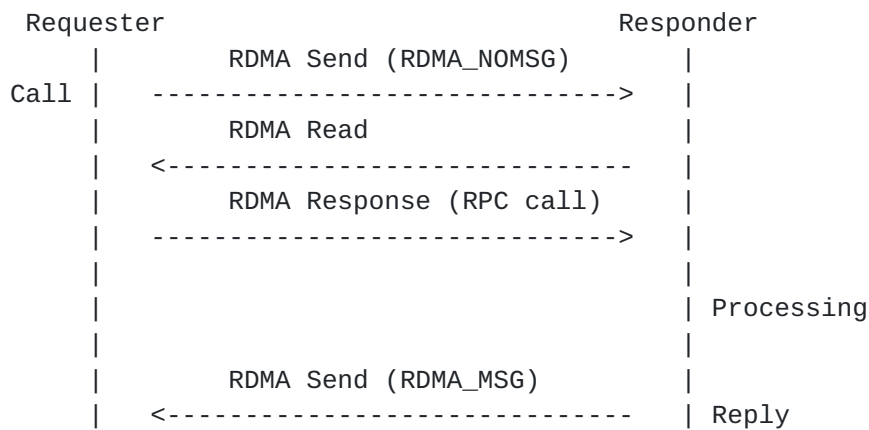 Requester Responder
| RDMA Send (RDMA_NOMSG) |
Call | ------------------------------> |
| RDMA Read |
| <------------------------------ |
| RDMA Response (RPC call) |
| ------------------------------> |
| |
| | Processing
| |
| RDMA Send (RDMA_MSG) |
| <------------------------------ | Reply